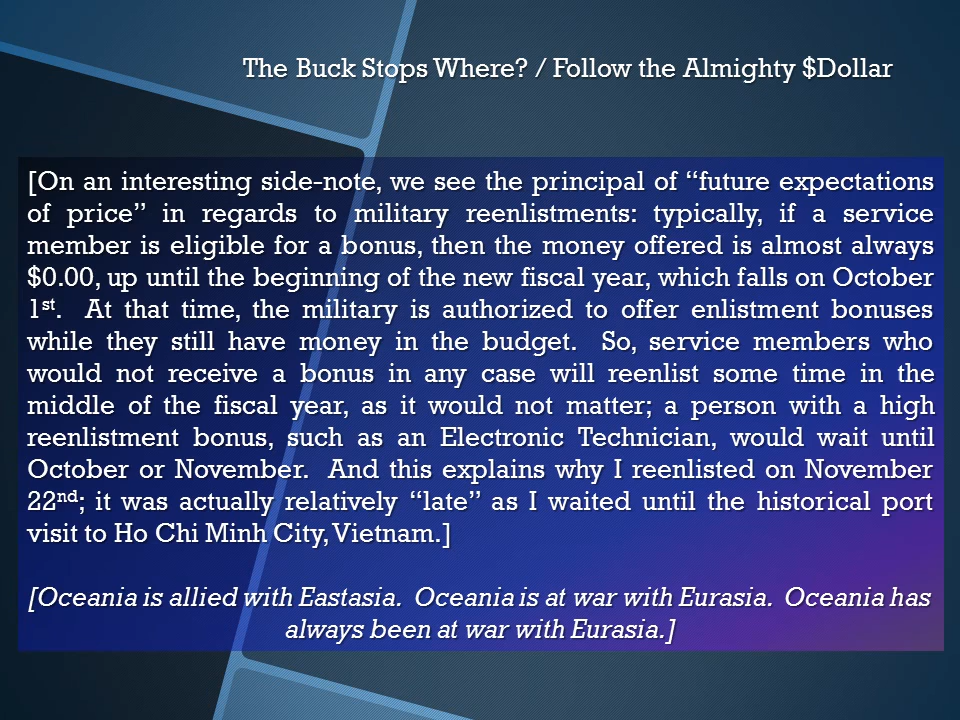 The Buck Stops Where? / Follow the Almighty $Dollar
[On an interesting side-note, we see the principal of “future expectations
of price” in regards to military reenlistments: typically, if a service
member is eligible for a bonus, then the money offered is almost always
$0.00, up until the beginning of the new fiscal year, which falls on October
1st.  At that time, the military is authorized to offer enlistment bonuses
while they still have money in the budget.  So, service members who
would not receive a bonus in any case will reenlist some time in the
middle of the fiscal year, as it would not matter; a person with a high
reenlistment bonus, such as an Electronic Technician, would wait until
October or November.  And this explains why I reenlisted on November
22nd; it was actually relatively “late” as I waited until the historical port
visit to Ho Chi Minh City, Vietnam.]
[Oceania is allied with Eastasia.  Oceania is at war with Eurasia.  Oceania has
always been at war with Eurasia.]